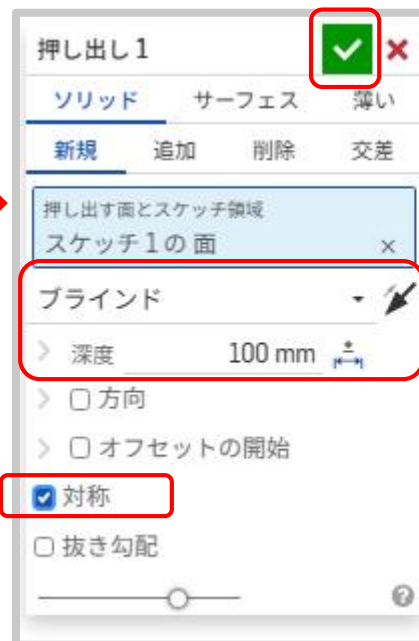 押し出し 1
ソリッド サーフェス 薄い
新規 追加 削除 交差
押し出す面とスケッチ領域
スケッチ 1 の 面
ブラインド
深度 100 mm
方向
オフセットの開始
対称
抜き勾配